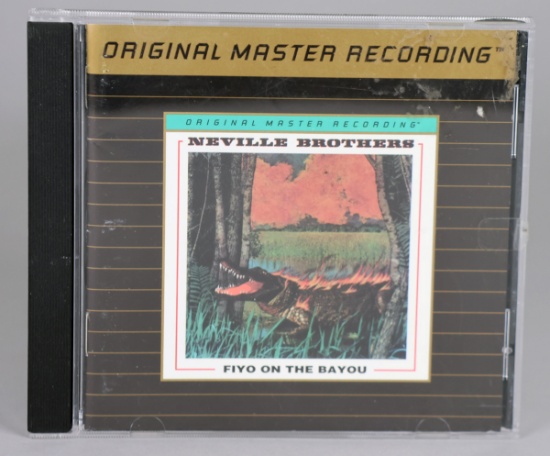 ORIGINAL MASTER RECORDING™
ORIGINAL MASTER RECORDING
NEVILLE BROTHERS
FIYO ON THE BAYOU